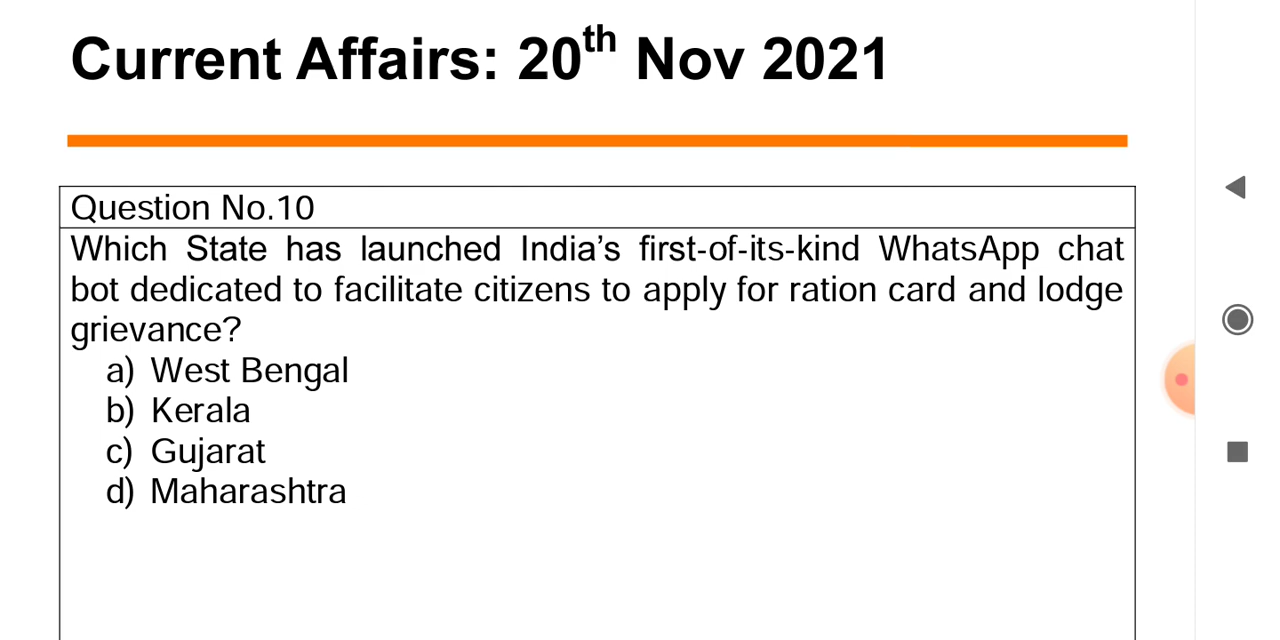 Current Affairs: 20th Nov 2021
Question No.10
Which State has launched India’s first-of-its-kind WhatsApp chat
bot dedicated to facilitate citizens to apply for ration card and lodge
grievance?
a) West Bengal
b) Kerala
c) Gujarat
d) Maharashtra